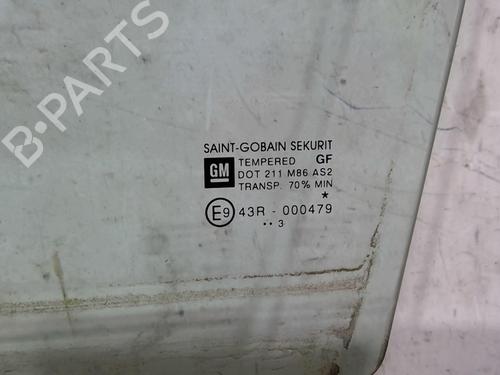 B-PARTS
SAINT-GOBAIN SEKURIT
GM TEMPERED GF
DOT 211 M86 AS2
TRANSP. 70% MIN
*
E9 43R - 000479
•• 3